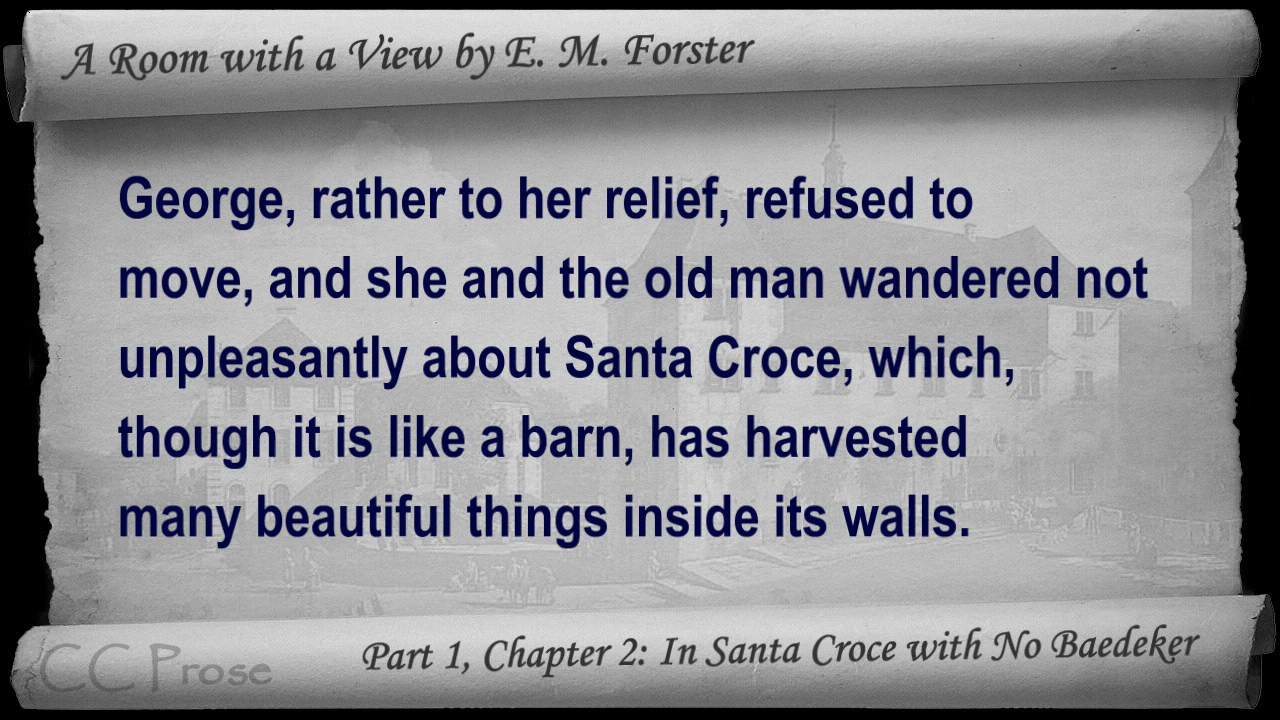 A Room with a View by E. M. Forster
George, rather to her relief, refused to
move, and she and the old man wandered not
unpleasantly about Santa Croce, which,
though it is like a barn, has harvested
many beautiful things inside its walls.
CC Prose
Part 1, Chapter 2: In Santa Croce with No Baedeker